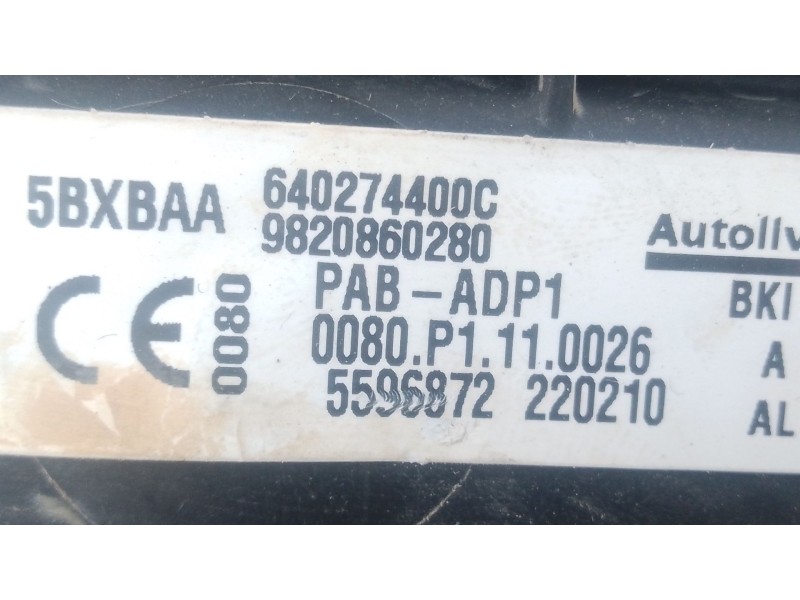 5BXBAA 640274400C
9820860280
CE 0080
PAB-ADP1
0080.P1.11.0026
5596872 220210
Autoliv
BKI
A
AL